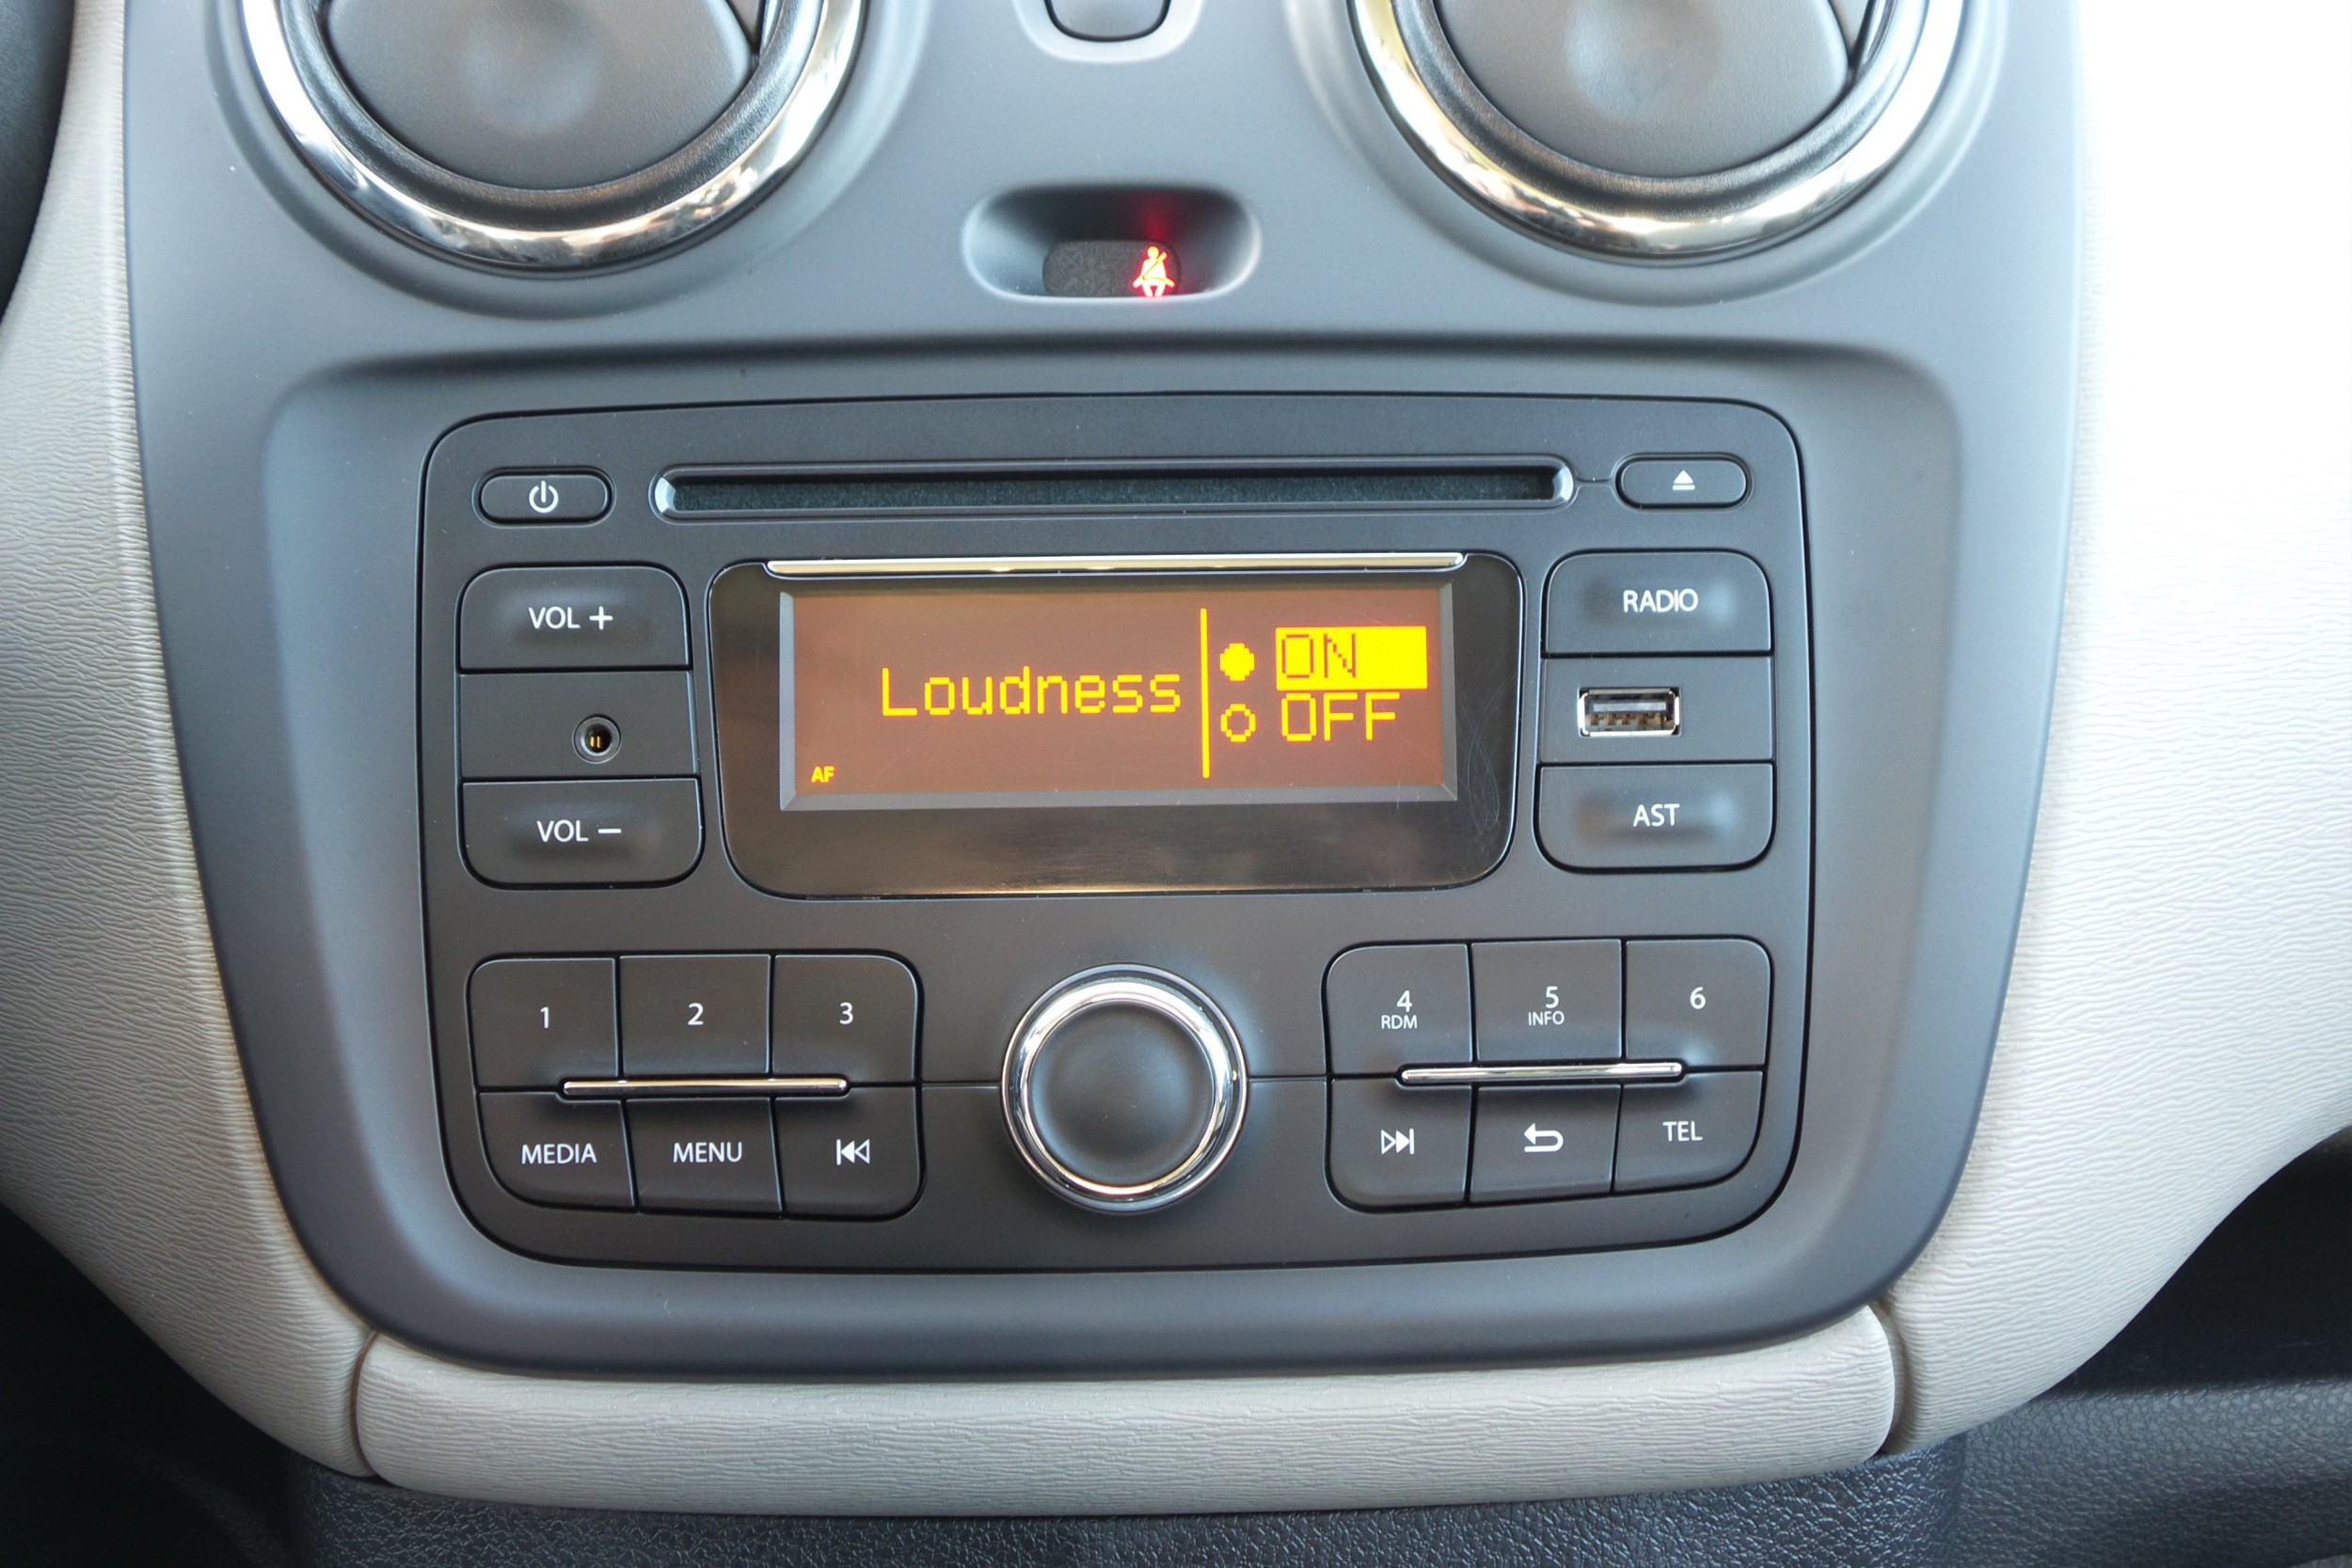 VOL +
VOL −
Loudness
ON
OFF
AF
RADIO
AST
1
2
3
MEDIA
MENU
4
RDM
5
INFO
6
TEL